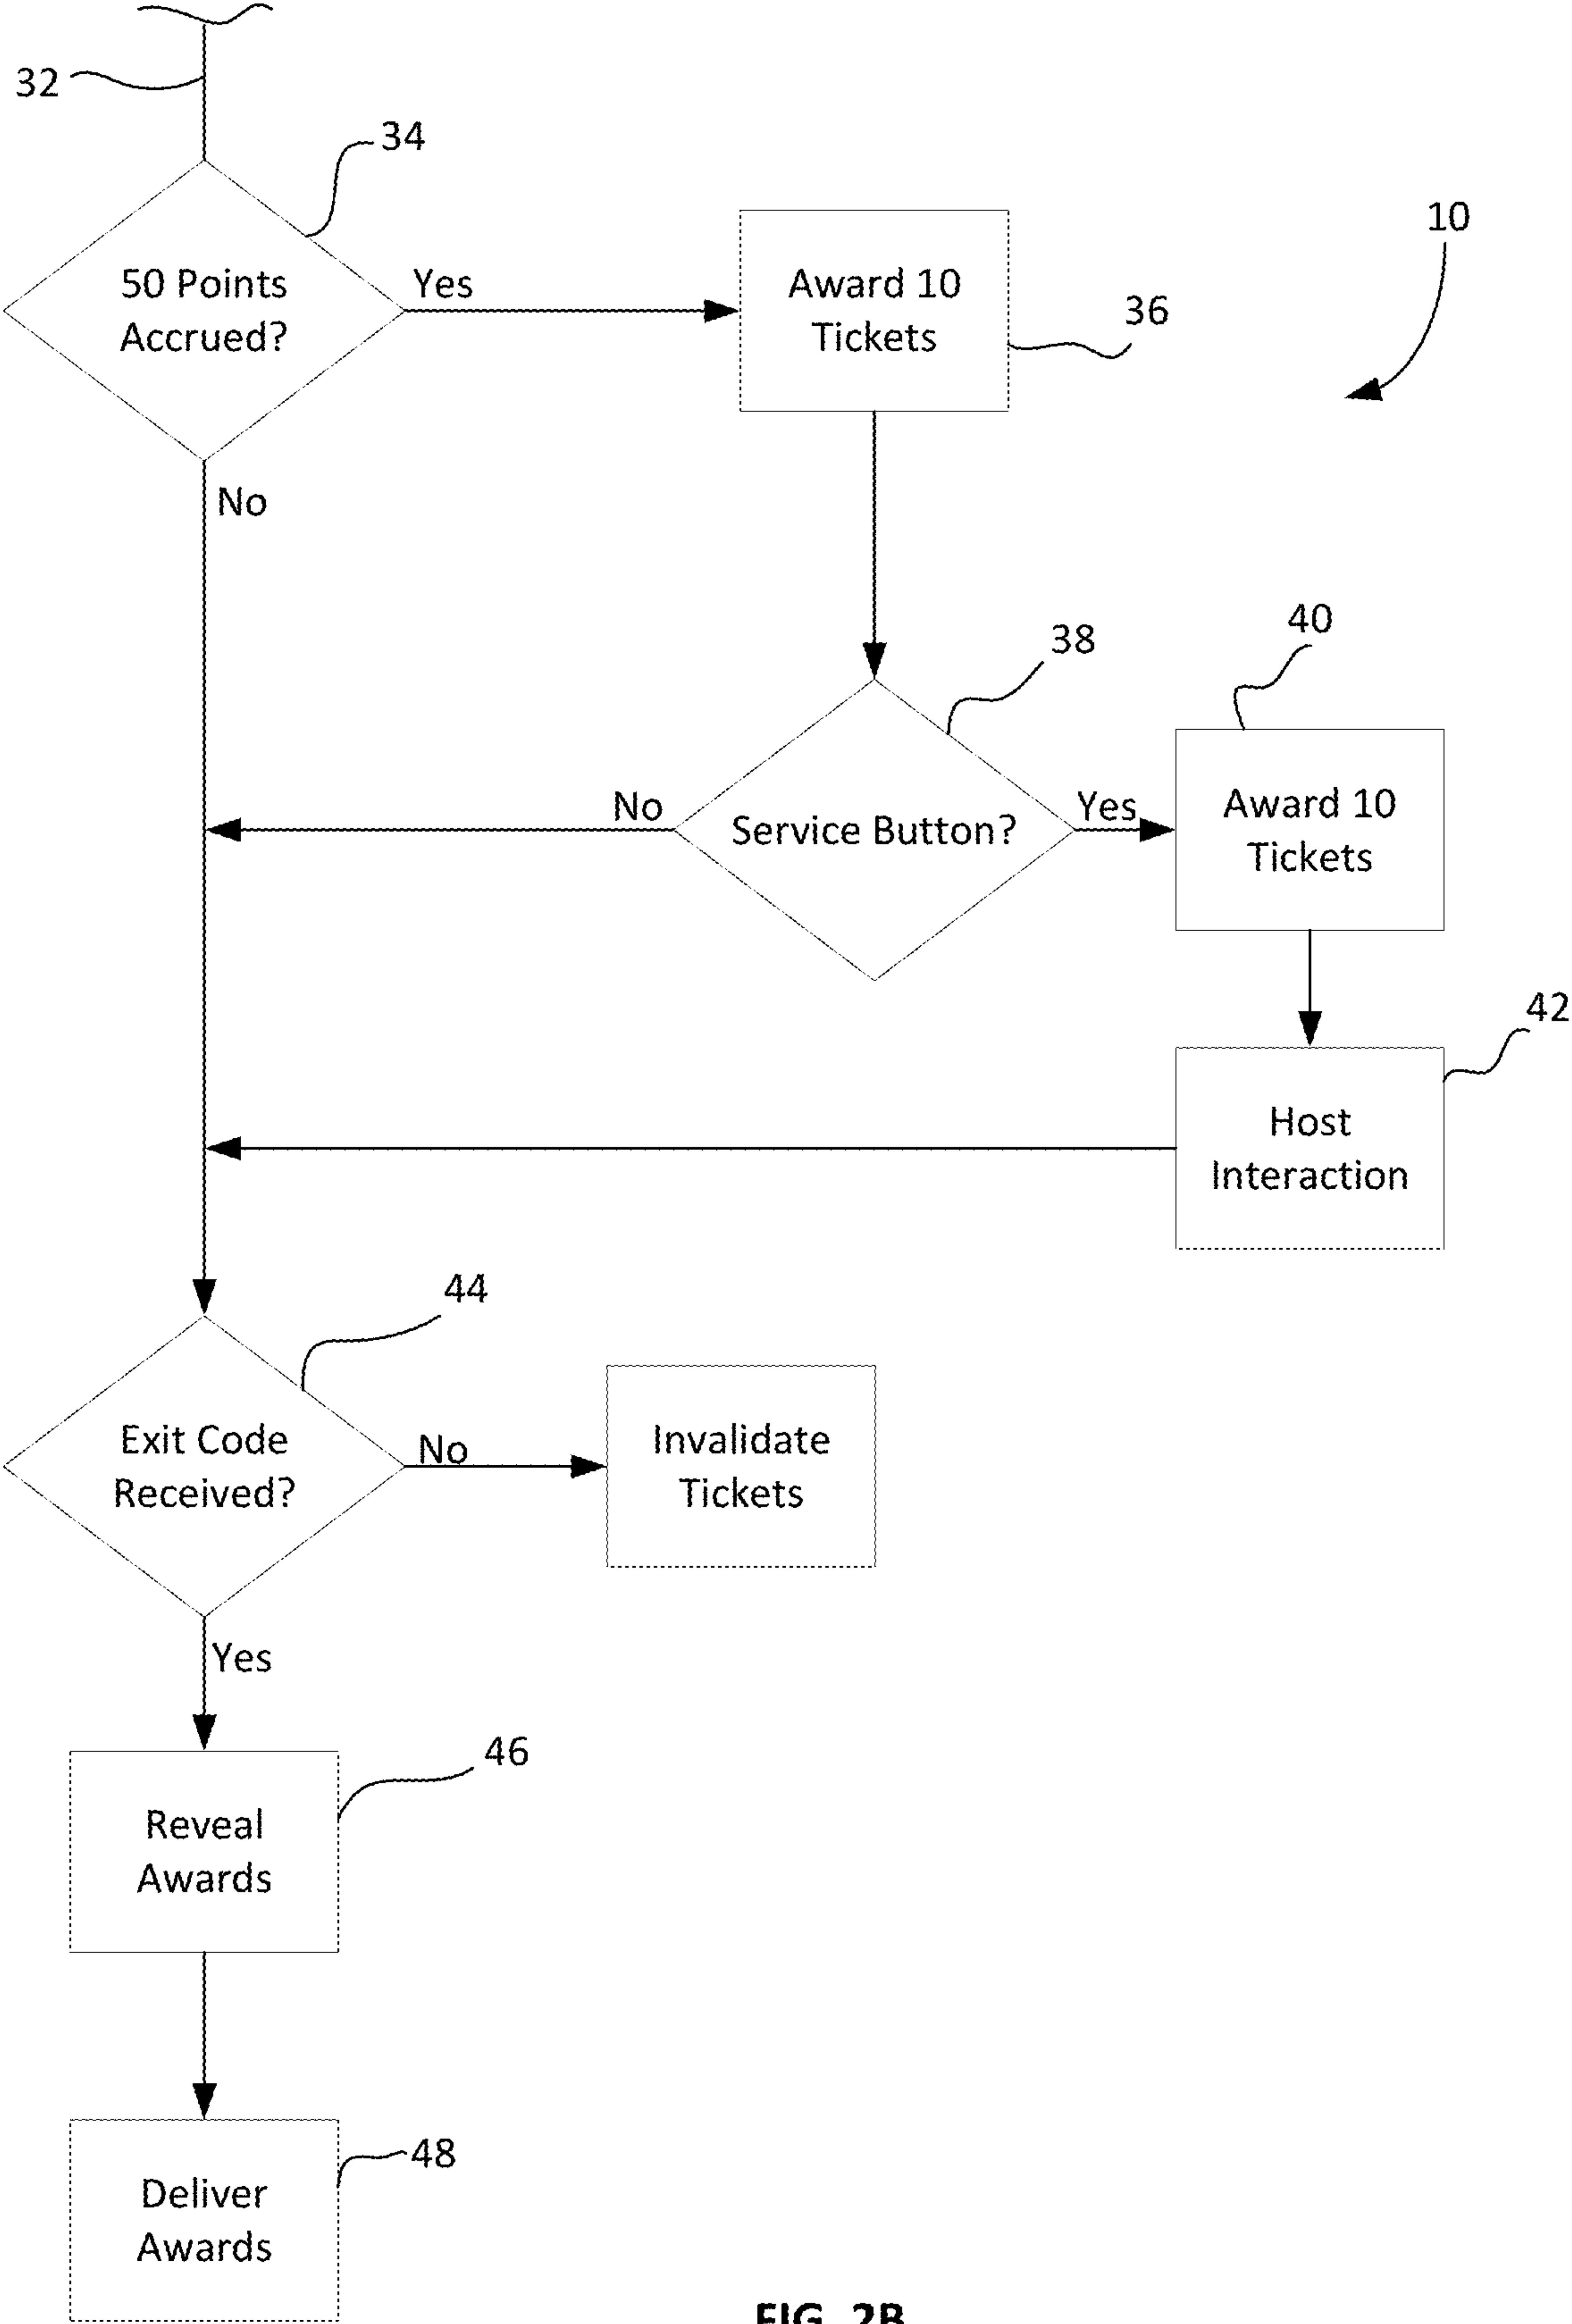 32
34
10
50 Points
Accrued?
Yes
Award 10
Tickets
36
No
38
40
No
Service Button?
Yes
Award 10
Tickets
42
Host
Interaction
44
Exit Code
Received?
No
Invalidate
Tickets
Yes
46
Reveal
Awards
48
Deliver
Awards
FIG. 2B